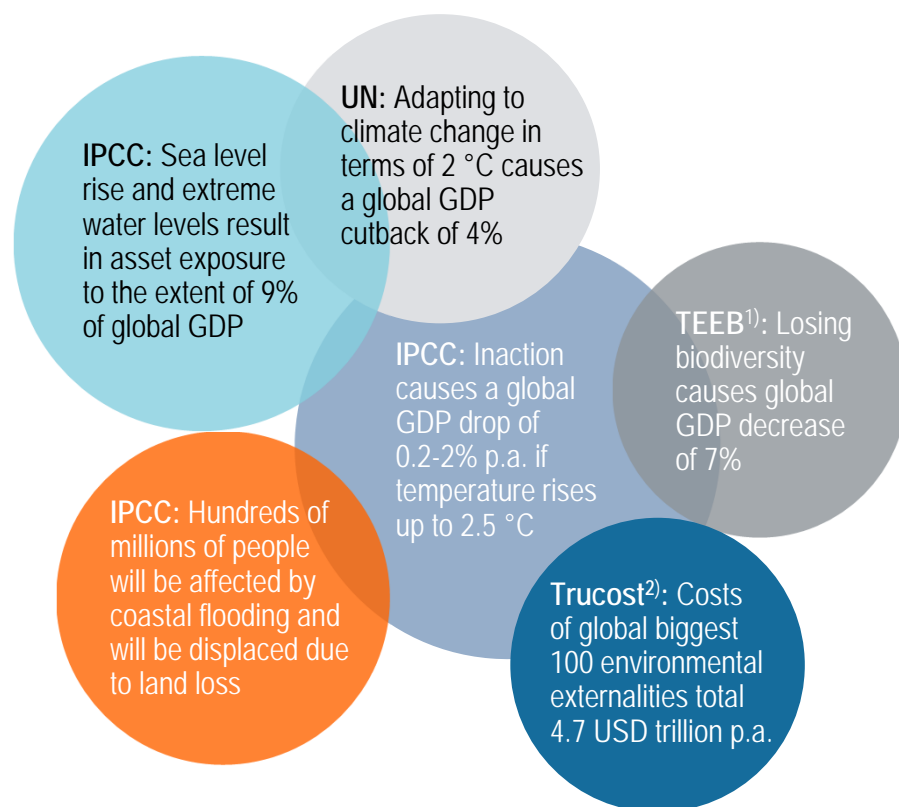 UN: Adapting to
climate change in
terms of 2 °C causes
a global GDP
cutback of 4%
IPCC: Sea level
rise and extreme
water levels result
in asset exposure
to the extent of 9%
of global GDP
IPCC: Inaction
causes a global
GDP drop of
0.2-2% p.a. if
temperature rises
up to 2.5 °C
TEEB1): Losing
biodiversity
causes global
GDP decrease
of 7%
IPCC: Hundreds of
millions of people
will be affected by
coastal flooding and
will be displaced due
to land loss
Trucost2): Costs
of global biggest
100 environmental
externalities total
4.7 USD trillion p.a.